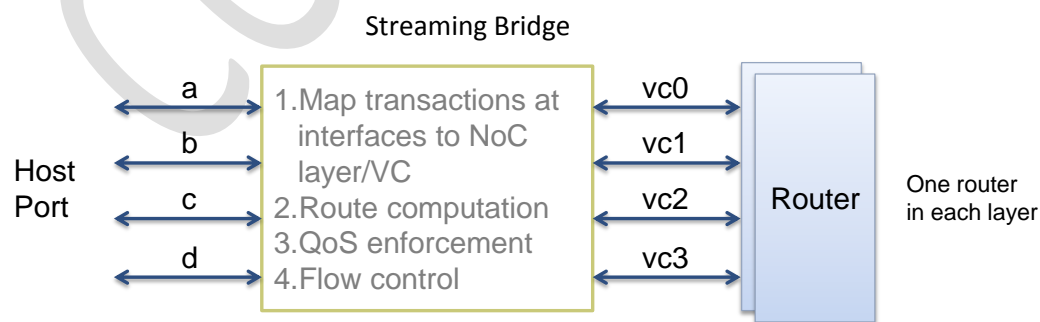 Streaming Bridge
Host
Port
a
b
c
d
1.Map transactions at
interfaces to NoC
layer/VC
2.Route computation
3.QoS enforcement
4.Flow control
vc0
vc1
vc2
vc3
Router
One router
in each layer